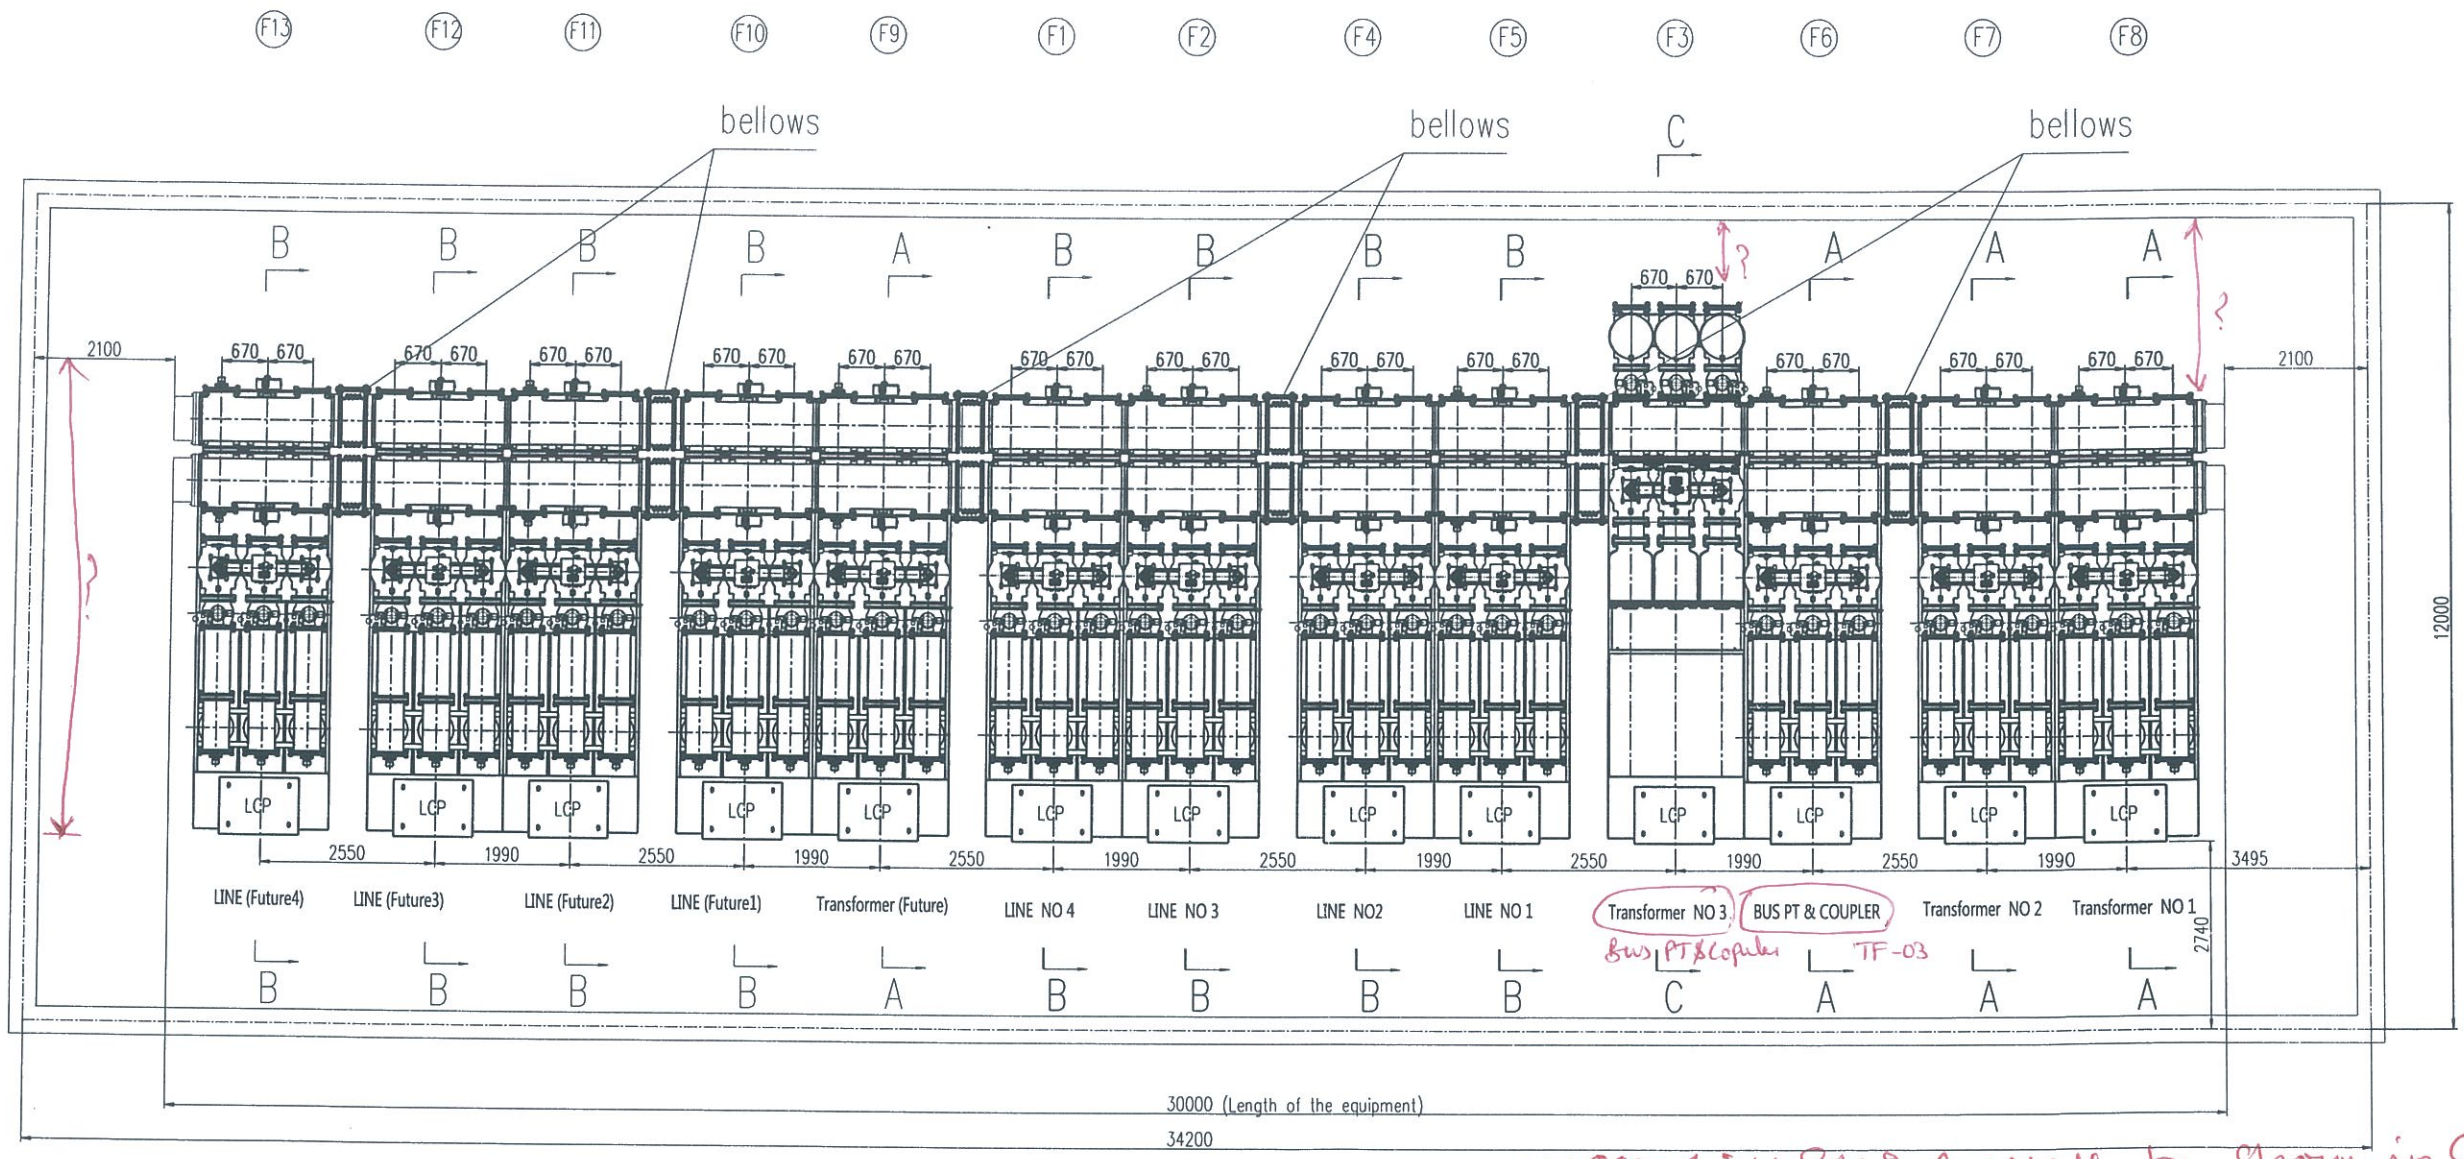 F13 F12 F11 F10 F9 F1 F2 F4 F5 F3 F6 F7 F8
bellows bellows bellows
C
B B B B A B B B B A A A
?
670 670
?
2100 670 670 670 670 670 670 670 670 670 670 670 670 670 670 670 670 670 670 670 670 670 670 670 670 2100
?
12000
LCP LCP LCP LCP LCP LCP LCP LCP LCP LCP LCP LCP LCP
2550 1990 2550 1990 2550 1990 2550 1990 2550 1990 2550 1990 3495
LINE (Future4) LINE (Future3) LINE (Future2) LINE (Future1) Transformer (Future) LINE NO 4 LINE NO 3 LINE NO2 LINE NO 1 Transformer NO 3. BUS PT & COUPLER Transformer NO 2 Transformer NO 1
2740
Bus PT & Copuler TF-03
B B B B A B B B B C A A A
30000 (Length of the equipment)
34200